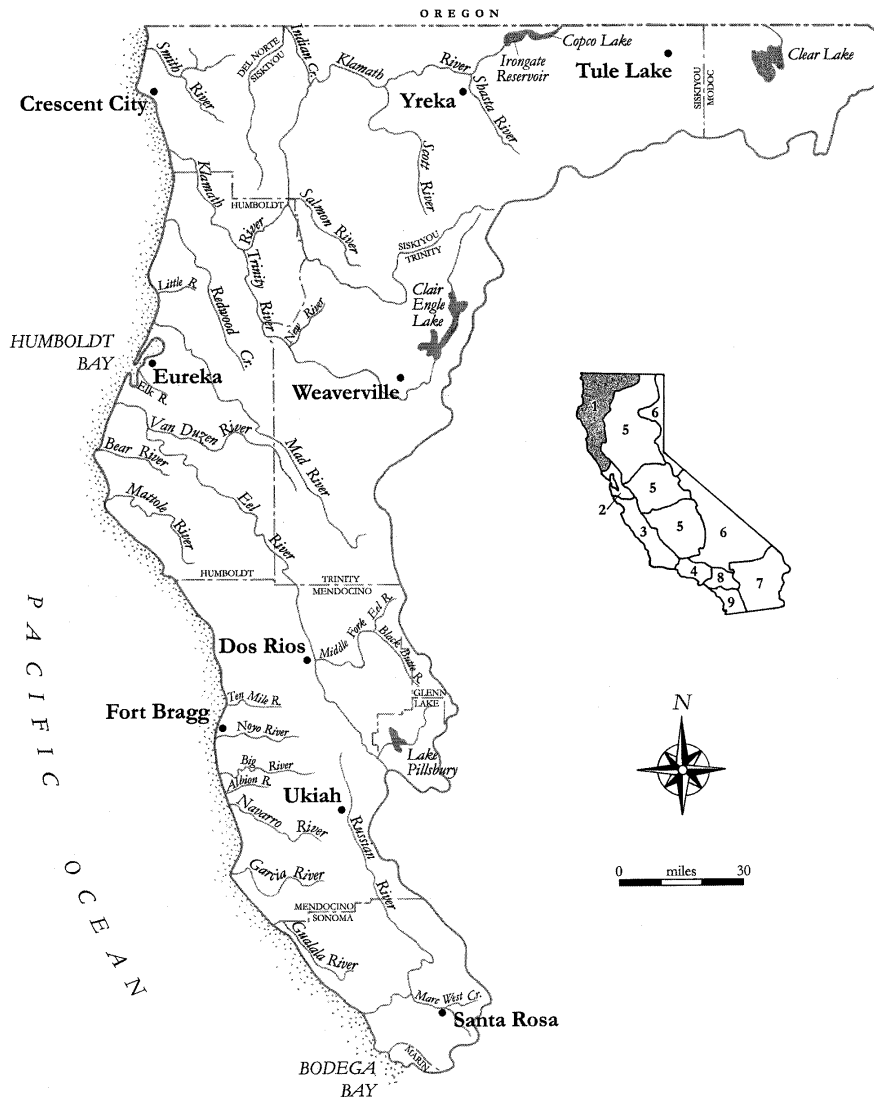 OREGON
Smith
River
DEL NORTE
SISKIYOU
Indian Cr.
Klamath
River
Irongate
Reservoir
Copco Lake
Tule Lake
SISKIYOU
MODOC
Clear Lake
Crescent City
Yreka
Shasta River
Scott
River
Klamath
River
HUMBOLDT
Salmon
River
SISKIYOU
TRINITY
Trinity
River
New River
Little R.
Redwood
Cr.
Clair
Engle
Lake
HUMBOLDT
BAY
Eureka
Elk R.
Weaverville
Van Duzen River
Mad
River
Bear River
Eel
River
Mattole
River
1
5
6
5
2
3
5
6
4
8
7
9
HUMBOLDT
TRINITY
MENDOCINO
PACIFIC
OCEAN
Dos Rios
Middle Fork Eel R.
Black Butte R.
GLENN
LAKE
Ten Mile R.
Fort Bragg
Noyo River
Lake
Pillsbury
Big River
Albion R.
Ukiah
Navarro
River
Russian
River
Garcia River
N
0 miles 30
MENDOCINO
SONOMA
Gualala River
Marc West Cr.
Santa Rosa
MARIN
BODEGA
BAY